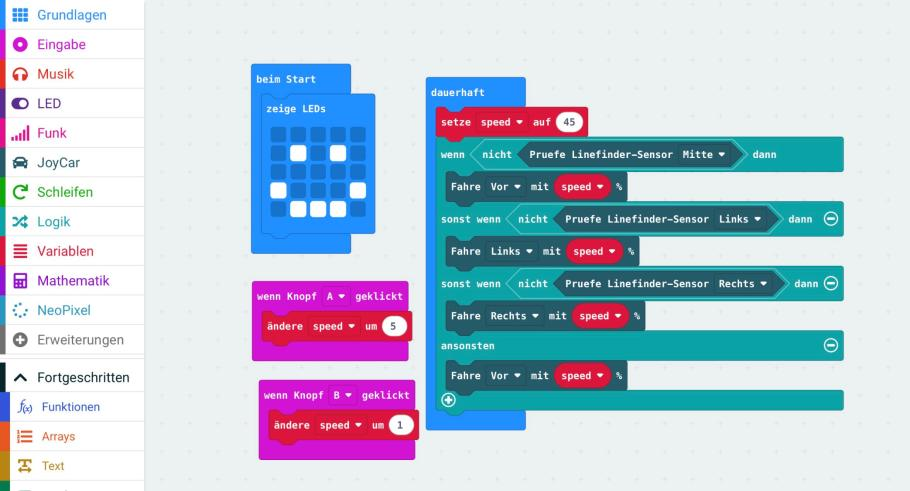 Grundlagen
Eingabe
Musik
LED
Funk
JoyCar
Schleifen
Logik
Variablen
Mathematik
NeoPixel
Erweiterungen
Fortgeschritten
f(x) Funktionen
Arrays
Text
beim Start
zeige LEDs
wenn Knopf A geklickt
ändere speed um 5
wenn Knopf B geklickt
ändere speed um 1
dauerhaft
setze speed auf 45
wenn nicht Pruefe Linefinder-Sensor Mitte dann
Fahre Vor mit speed %
sonst wenn nicht Pruefe Linefinder-Sensor Links dann
Fahre Links mit speed %
sonst wenn nicht Pruefe Linefinder-Sensor Rechts dann
Fahre Rechts mit speed %
ansonsten
Fahre Vor mit speed %